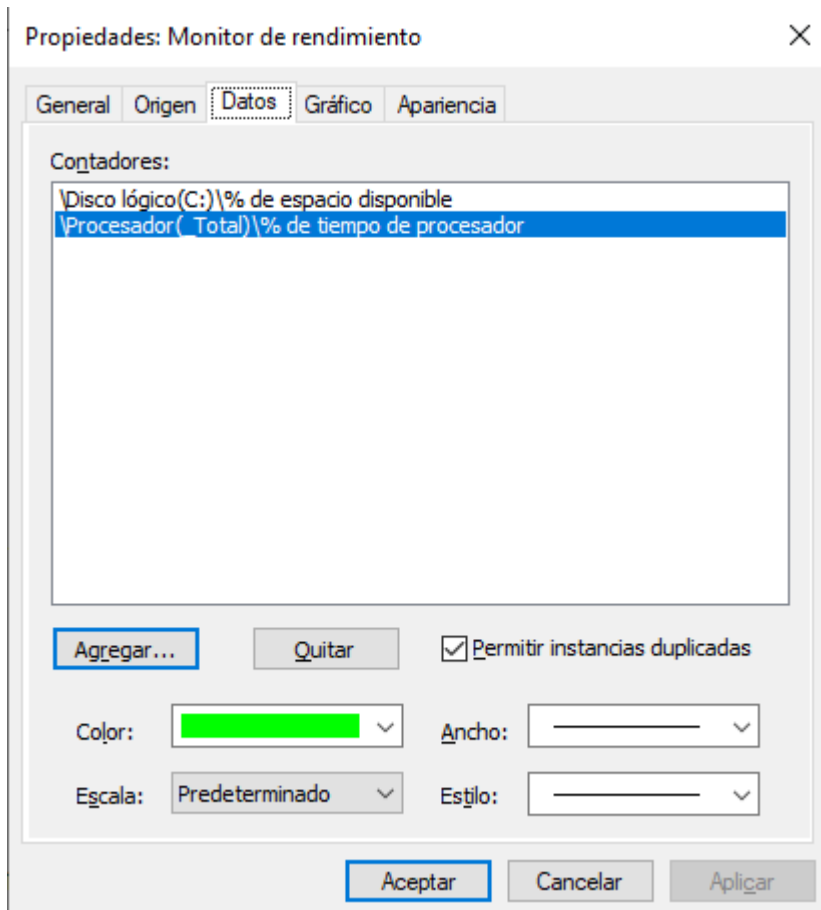 Propiedades: Monitor de rendimiento
General Origen Datos Gráfico Apariencia
Contadores:
\Disco lógico(C:)\% de espacio disponible
\Procesador(_Total)\% de tiempo de procesador
Agregar... Quitar Permitir instancias duplicadas
Color: Ancho:
Escala: Predeterminado Estilo:
Aceptar Cancelar Aplicar